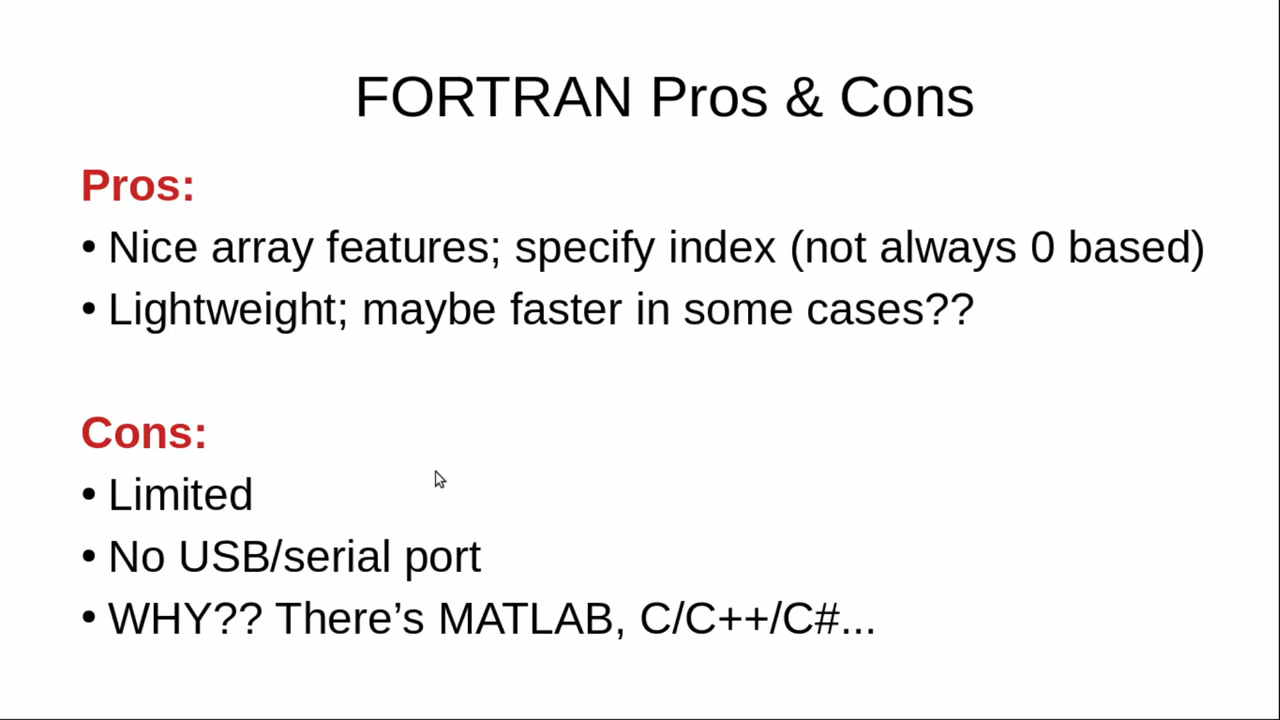 FORTRAN Pros & Cons
Pros:
• Nice array features; specify index (not always 0 based)
• Lightweight; maybe faster in some cases??
Cons:
• Limited
• No USB/serial port
• WHY?? There’s MATLAB, C/C++/C#...